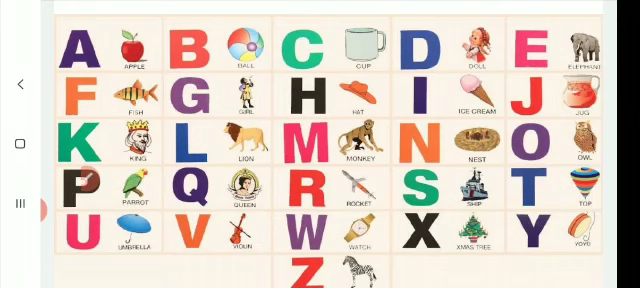 A APPLE B BALL C CUP D DOLL E ELEPHANT
F FISH G GIRL H HAT I ICE CREAM J JUG
K KING L LION M MONKEY N NEST O OWL
P PARROT Q QUEEN R ROCKET S SHIP T TOP
U UMBRELLA V VIOLIN W WATCH X XMAS TREE Y YOYO
Z